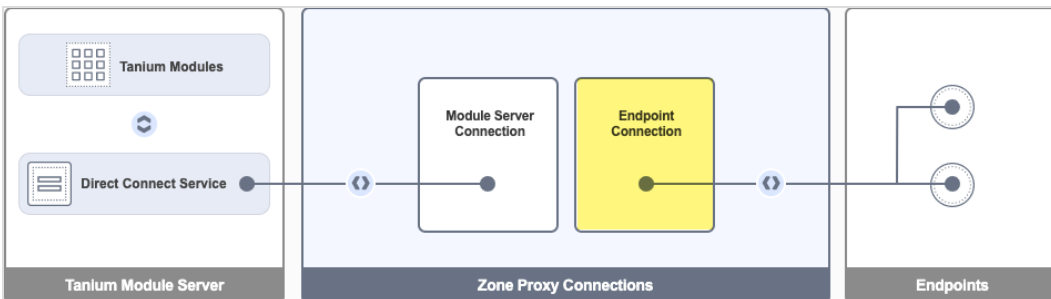 Tanium Modules
Direct Connect Service
Tanium Module Server
Module Server
Connection
Endpoint
Connection
Zone Proxy Connections
Endpoints